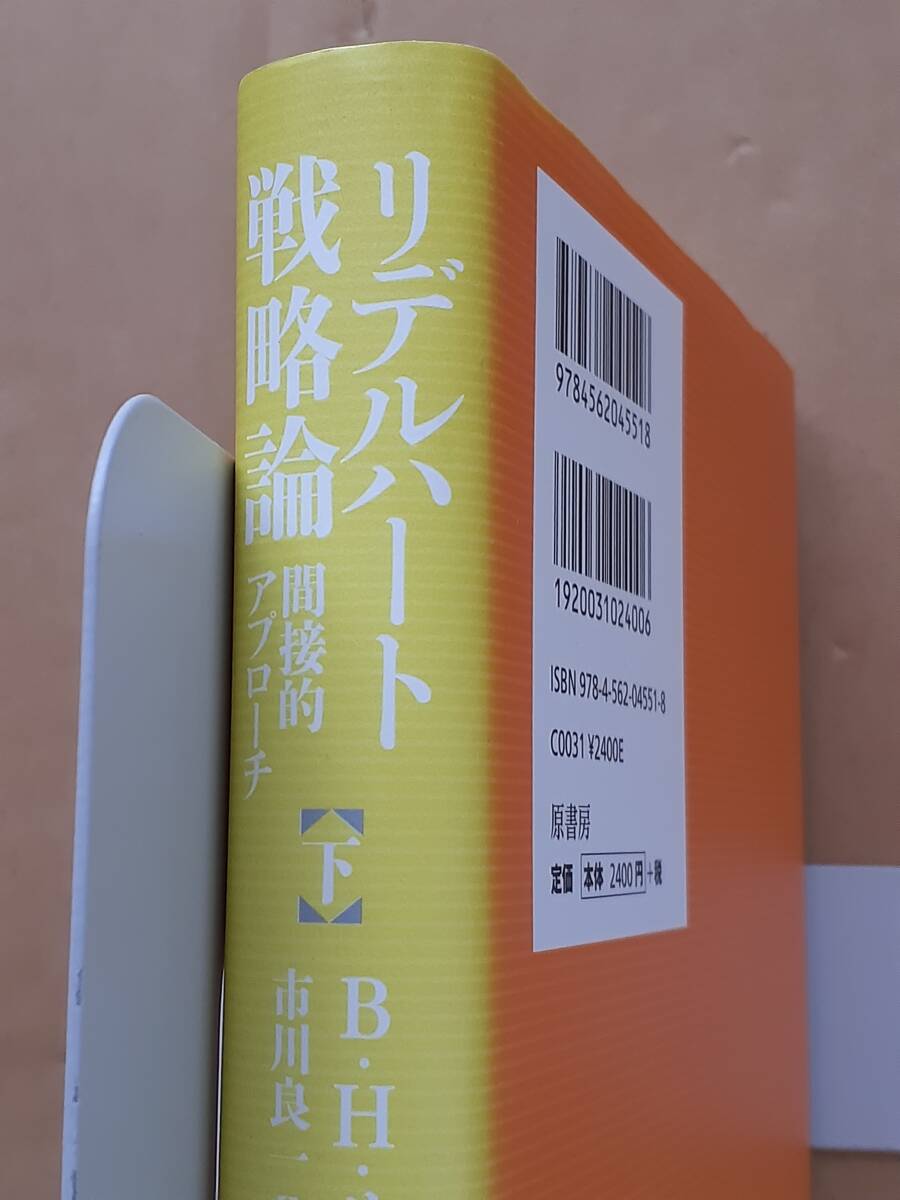 リデルハート
戦略論
間接的
アプローチ
【下】
B・H・
市川良一
9784562045518
1920031024006
ISBN 978-4-562-04551-8
C0031 ¥2400E
原書房
定価 本体 2400円 +税